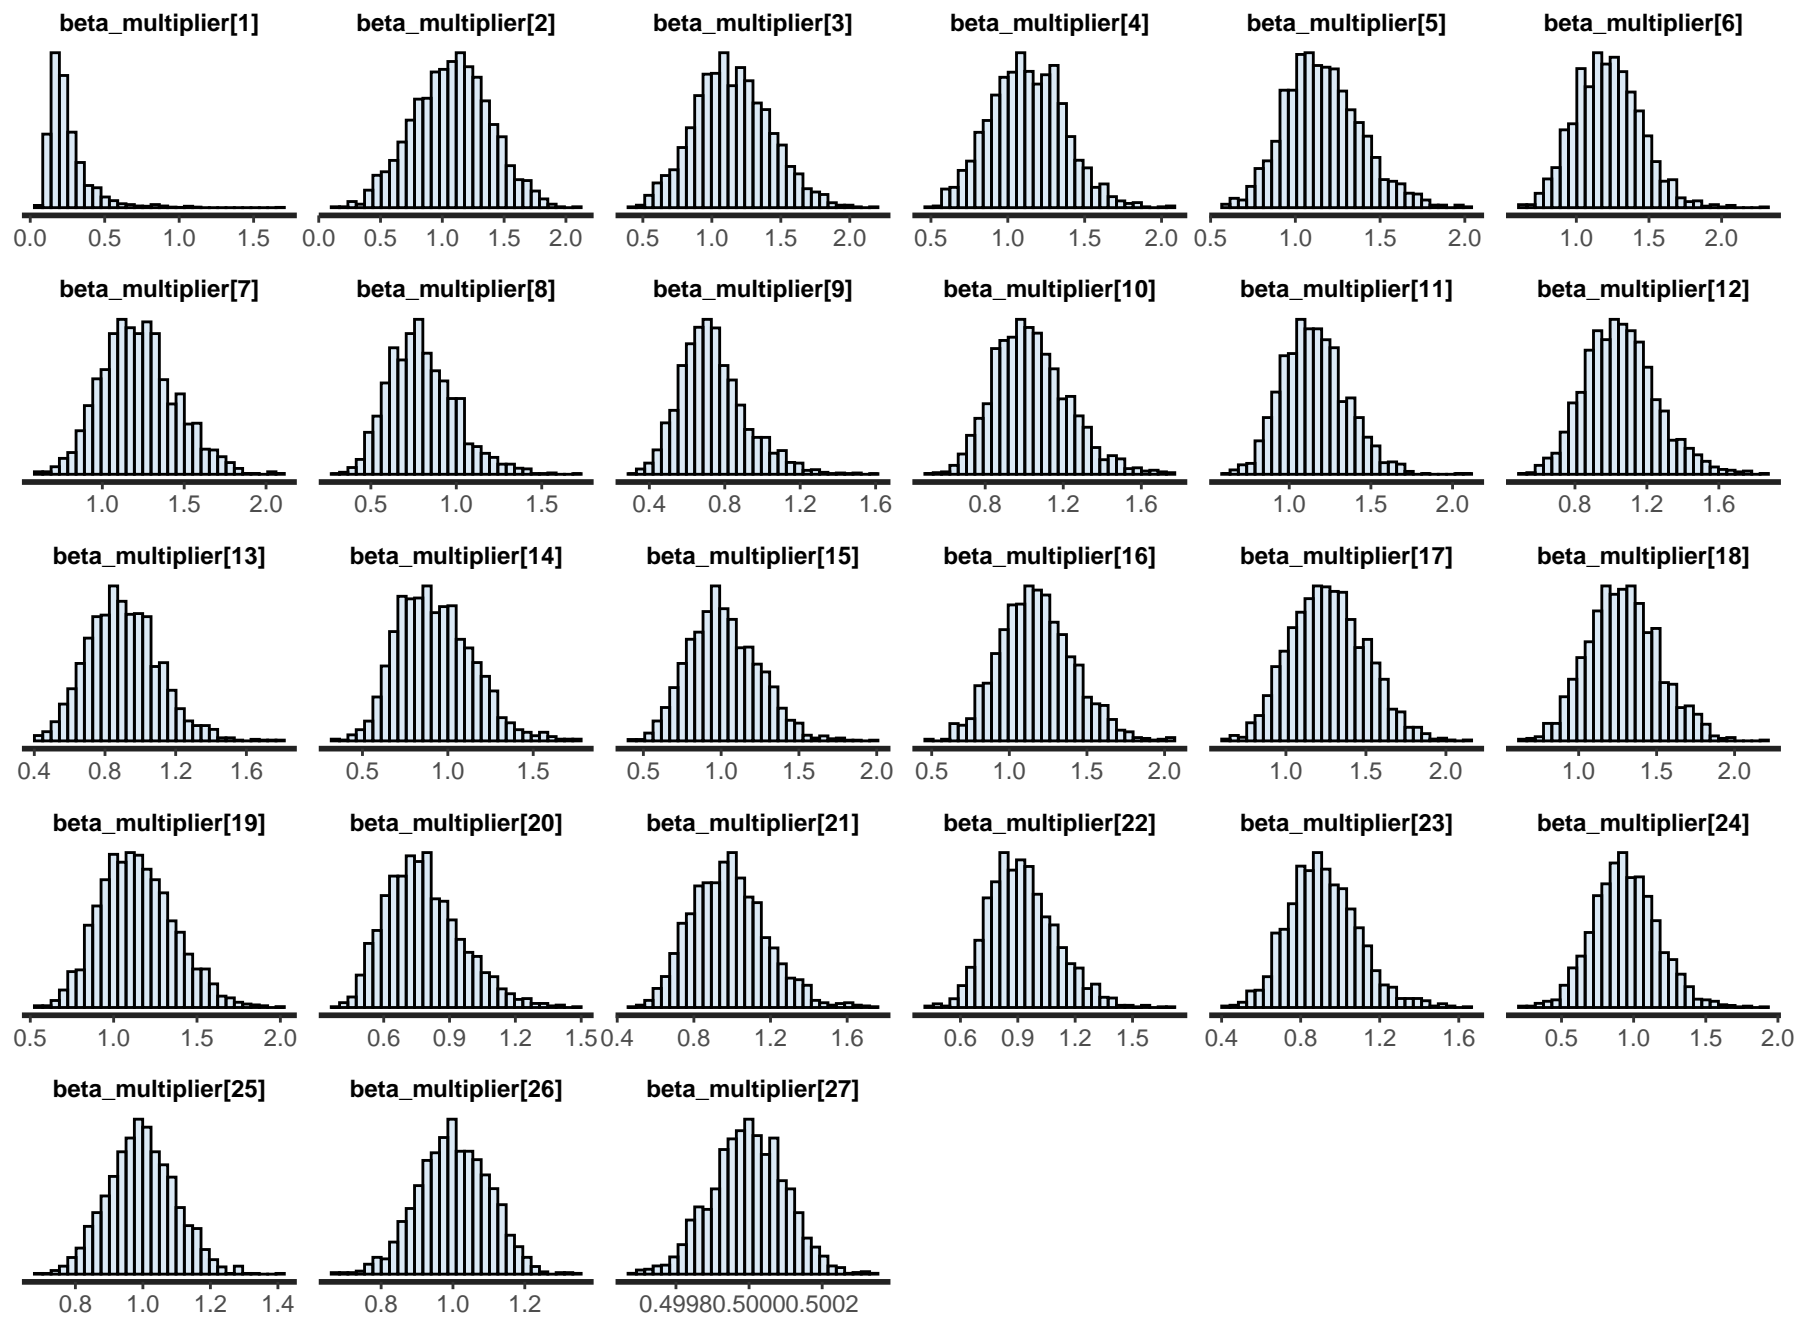 beta_multiplier[1] beta_multiplier[2] beta_multiplier[3] beta_multiplier[4] beta_multiplier[5] beta_multiplier[6]
0.0 0.5 1.0 1.5 0.0 0.5 1.0 1.5 2.0 0.5 1.0 1.5 2.0 0.5 1.0 1.5 2.0 0.5 1.0 1.5 2.0 1.0 1.5 2.0
beta_multiplier[7] beta_multiplier[8] beta_multiplier[9] beta_multiplier[10] beta_multiplier[11] beta_multiplier[12]
1.0 1.5 2.0 0.5 1.0 1.5 0.4 0.8 1.2 1.6 0.8 1.2 1.6 1.0 1.5 2.0 0.8 1.2 1.6
beta_multiplier[13] beta_multiplier[14] beta_multiplier[15] beta_multiplier[16] beta_multiplier[17] beta_multiplier[18]
0.4 0.8 1.2 1.6 0.5 1.0 1.5 0.5 1.0 1.5 2.0 0.5 1.0 1.5 2.0 1.0 1.5 2.0 1.0 1.5 2.0
beta_multiplier[19] beta_multiplier[20] beta_multiplier[21] beta_multiplier[22] beta_multiplier[23] beta_multiplier[24]
0.5 1.0 1.5 2.0 0.6 0.9 1.2 1.5 0.4 0.8 1.2 1.6 0.6 0.9 1.2 1.5 0.4 0.8 1.2 1.6 0.5 1.0 1.5 2.0
beta_multiplier[25] beta_multiplier[26] beta_multiplier[27]
0.8 1.0 1.2 1.4 0.8 1.0 1.2 0.4998 0.5000 0.5002